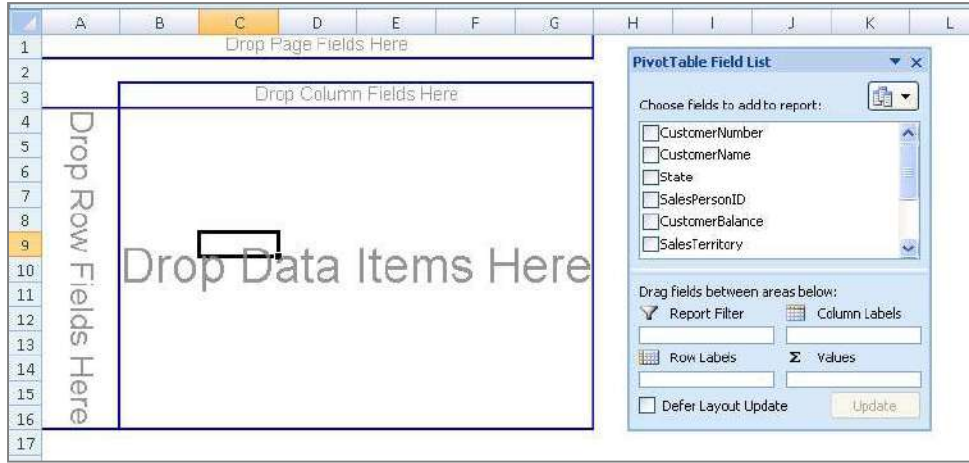 A B C D E F G H I J K L
1 Drop Page Fields Here
2
3 Drop Column Fields Here
4
5
6
7
8
9
10
11
12
13
14
15
16
17
Drop Row Fields Here
Drop Data Items Here
PivotTable Field List
Choose fields to add to report:
CustomerNumber
CustomerName
State
SalesPersonID
CustomerBalance
SalesTerritory
Drag fields between areas below:
Report Filter Column Labels
Row Labels Σ Values
Defer Layout Update Update